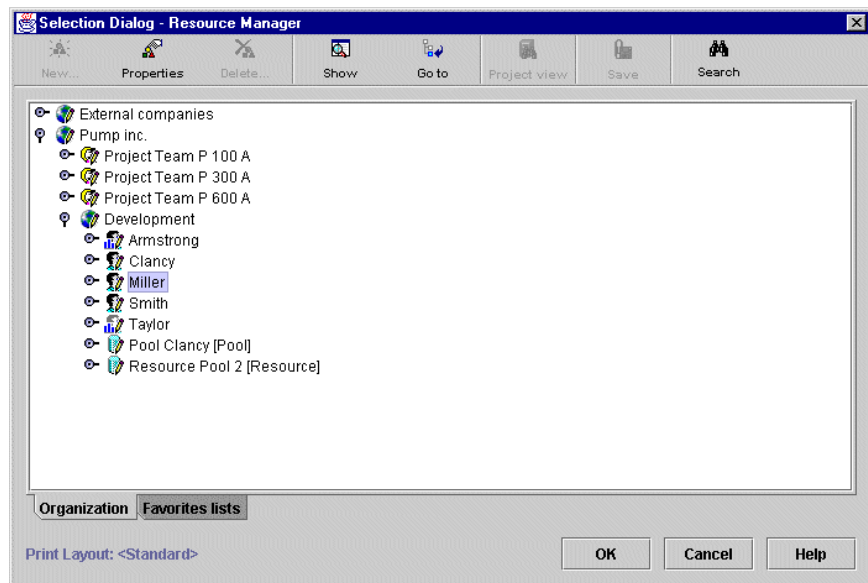 Selection Dialog - Resource Manager
New... Properties Delete... Show Go to Project view Save Search
External companies
Pump inc.
Project Team P 100 A
Project Team P 300 A
Project Team P 600 A
Development
Armstrong
Clancy
Miller
Smith
Taylor
Pool Clancy [Pool]
Resource Pool 2 [Resource]
Organization Favorites lists
Print Layout: <Standard> OK Cancel Help